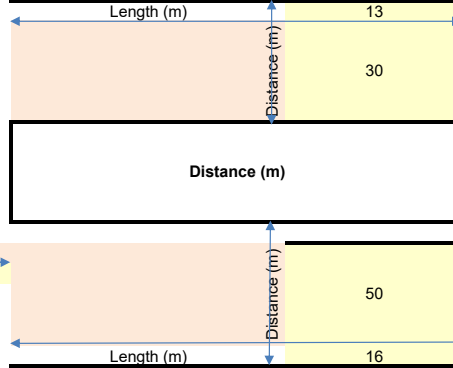 Length (m) 13
Distance (m) 30
Distance (m)
Distance (m) 50
Length (m) 16